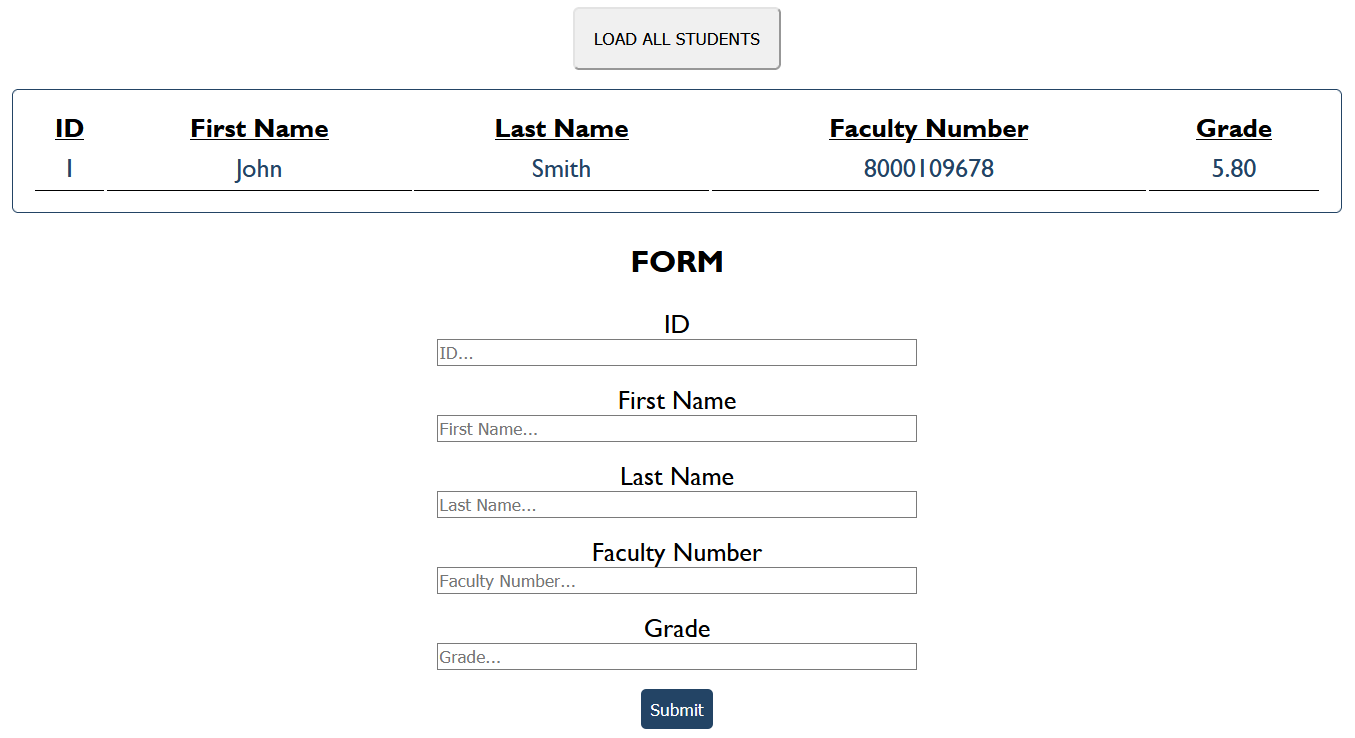 LOAD ALL STUDENTS
ID First Name Last Name Faculty Number Grade
1 John Smith 8000109678 5.80
FORM
ID
ID...
First Name
First Name...
Last Name
Last Name...
Faculty Number
Faculty Number...
Grade
Grade...
Submit